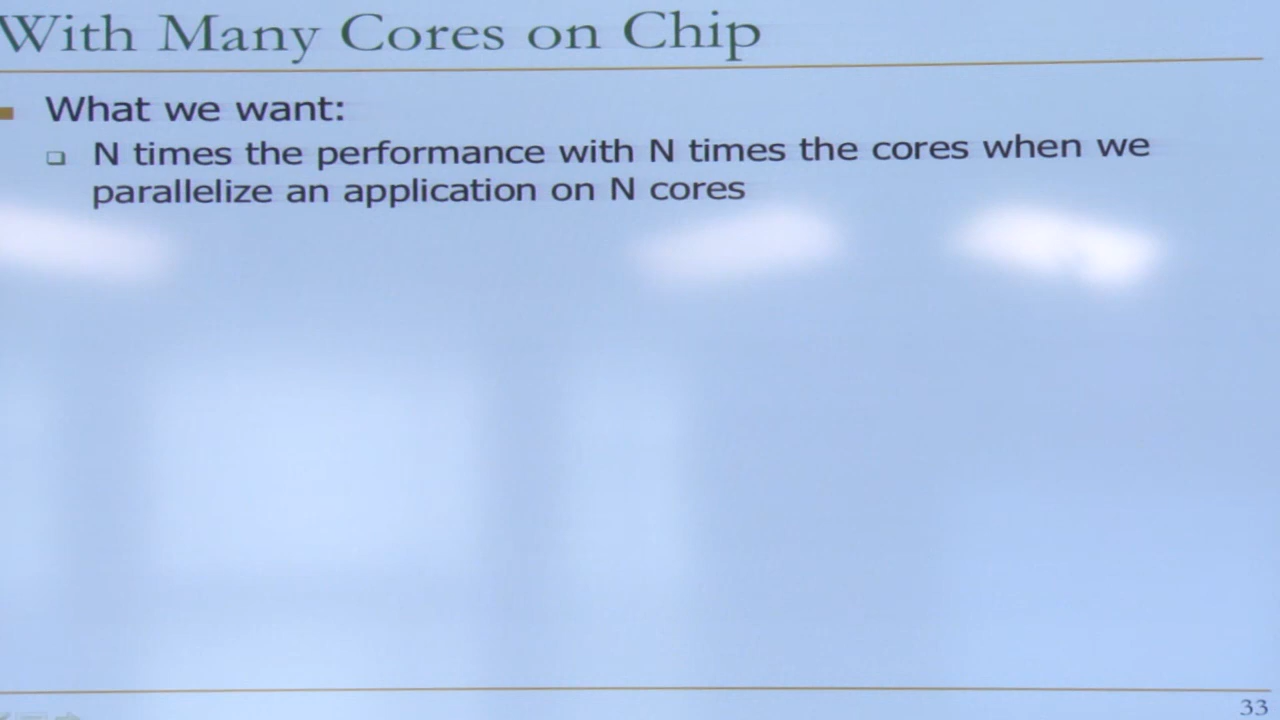 With Many Cores on Chip
What we want:
N times the performance with N times the cores when we
parallelize an application on N cores
33